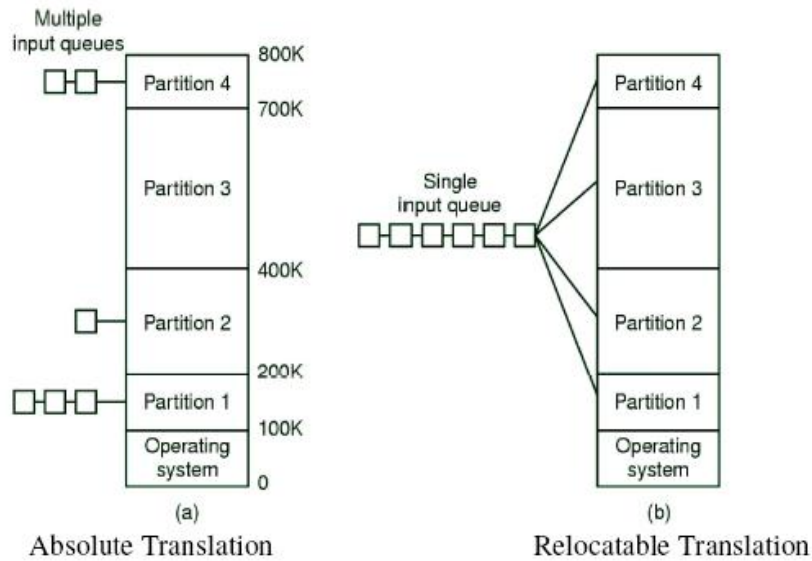 Multiple
input queues
800K
Partition 4
700K
Partition 3
400K
Partition 2
200K
Partition 1
100K
Operating
system
0
(a)
Absolute Translation
Single
input queue
Partition 4
Partition 3
Partition 2
Partition 1
Operating
system
(b)
Relocatable Translation